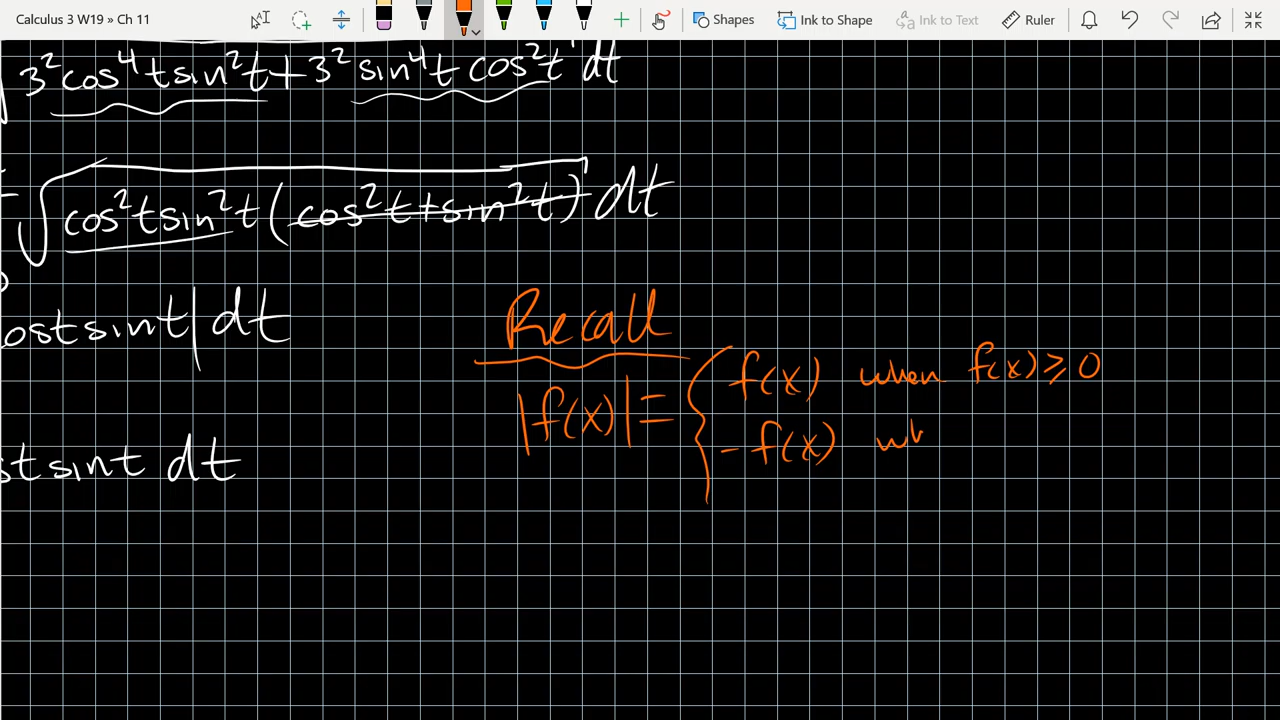 Calculus 3 W19 » Ch 11
Shapes
Ink to Shape
Ink to Text
Ruler
3²cos⁴t sin²t + 3² sin⁴t cos²t dt
√cos²t sin²t (cos²t + sin²t) dt
ost sint| dt
st sint dt
Recall
|f(x)| = { f(x) when f(x) ≥ 0
-f(x) wh